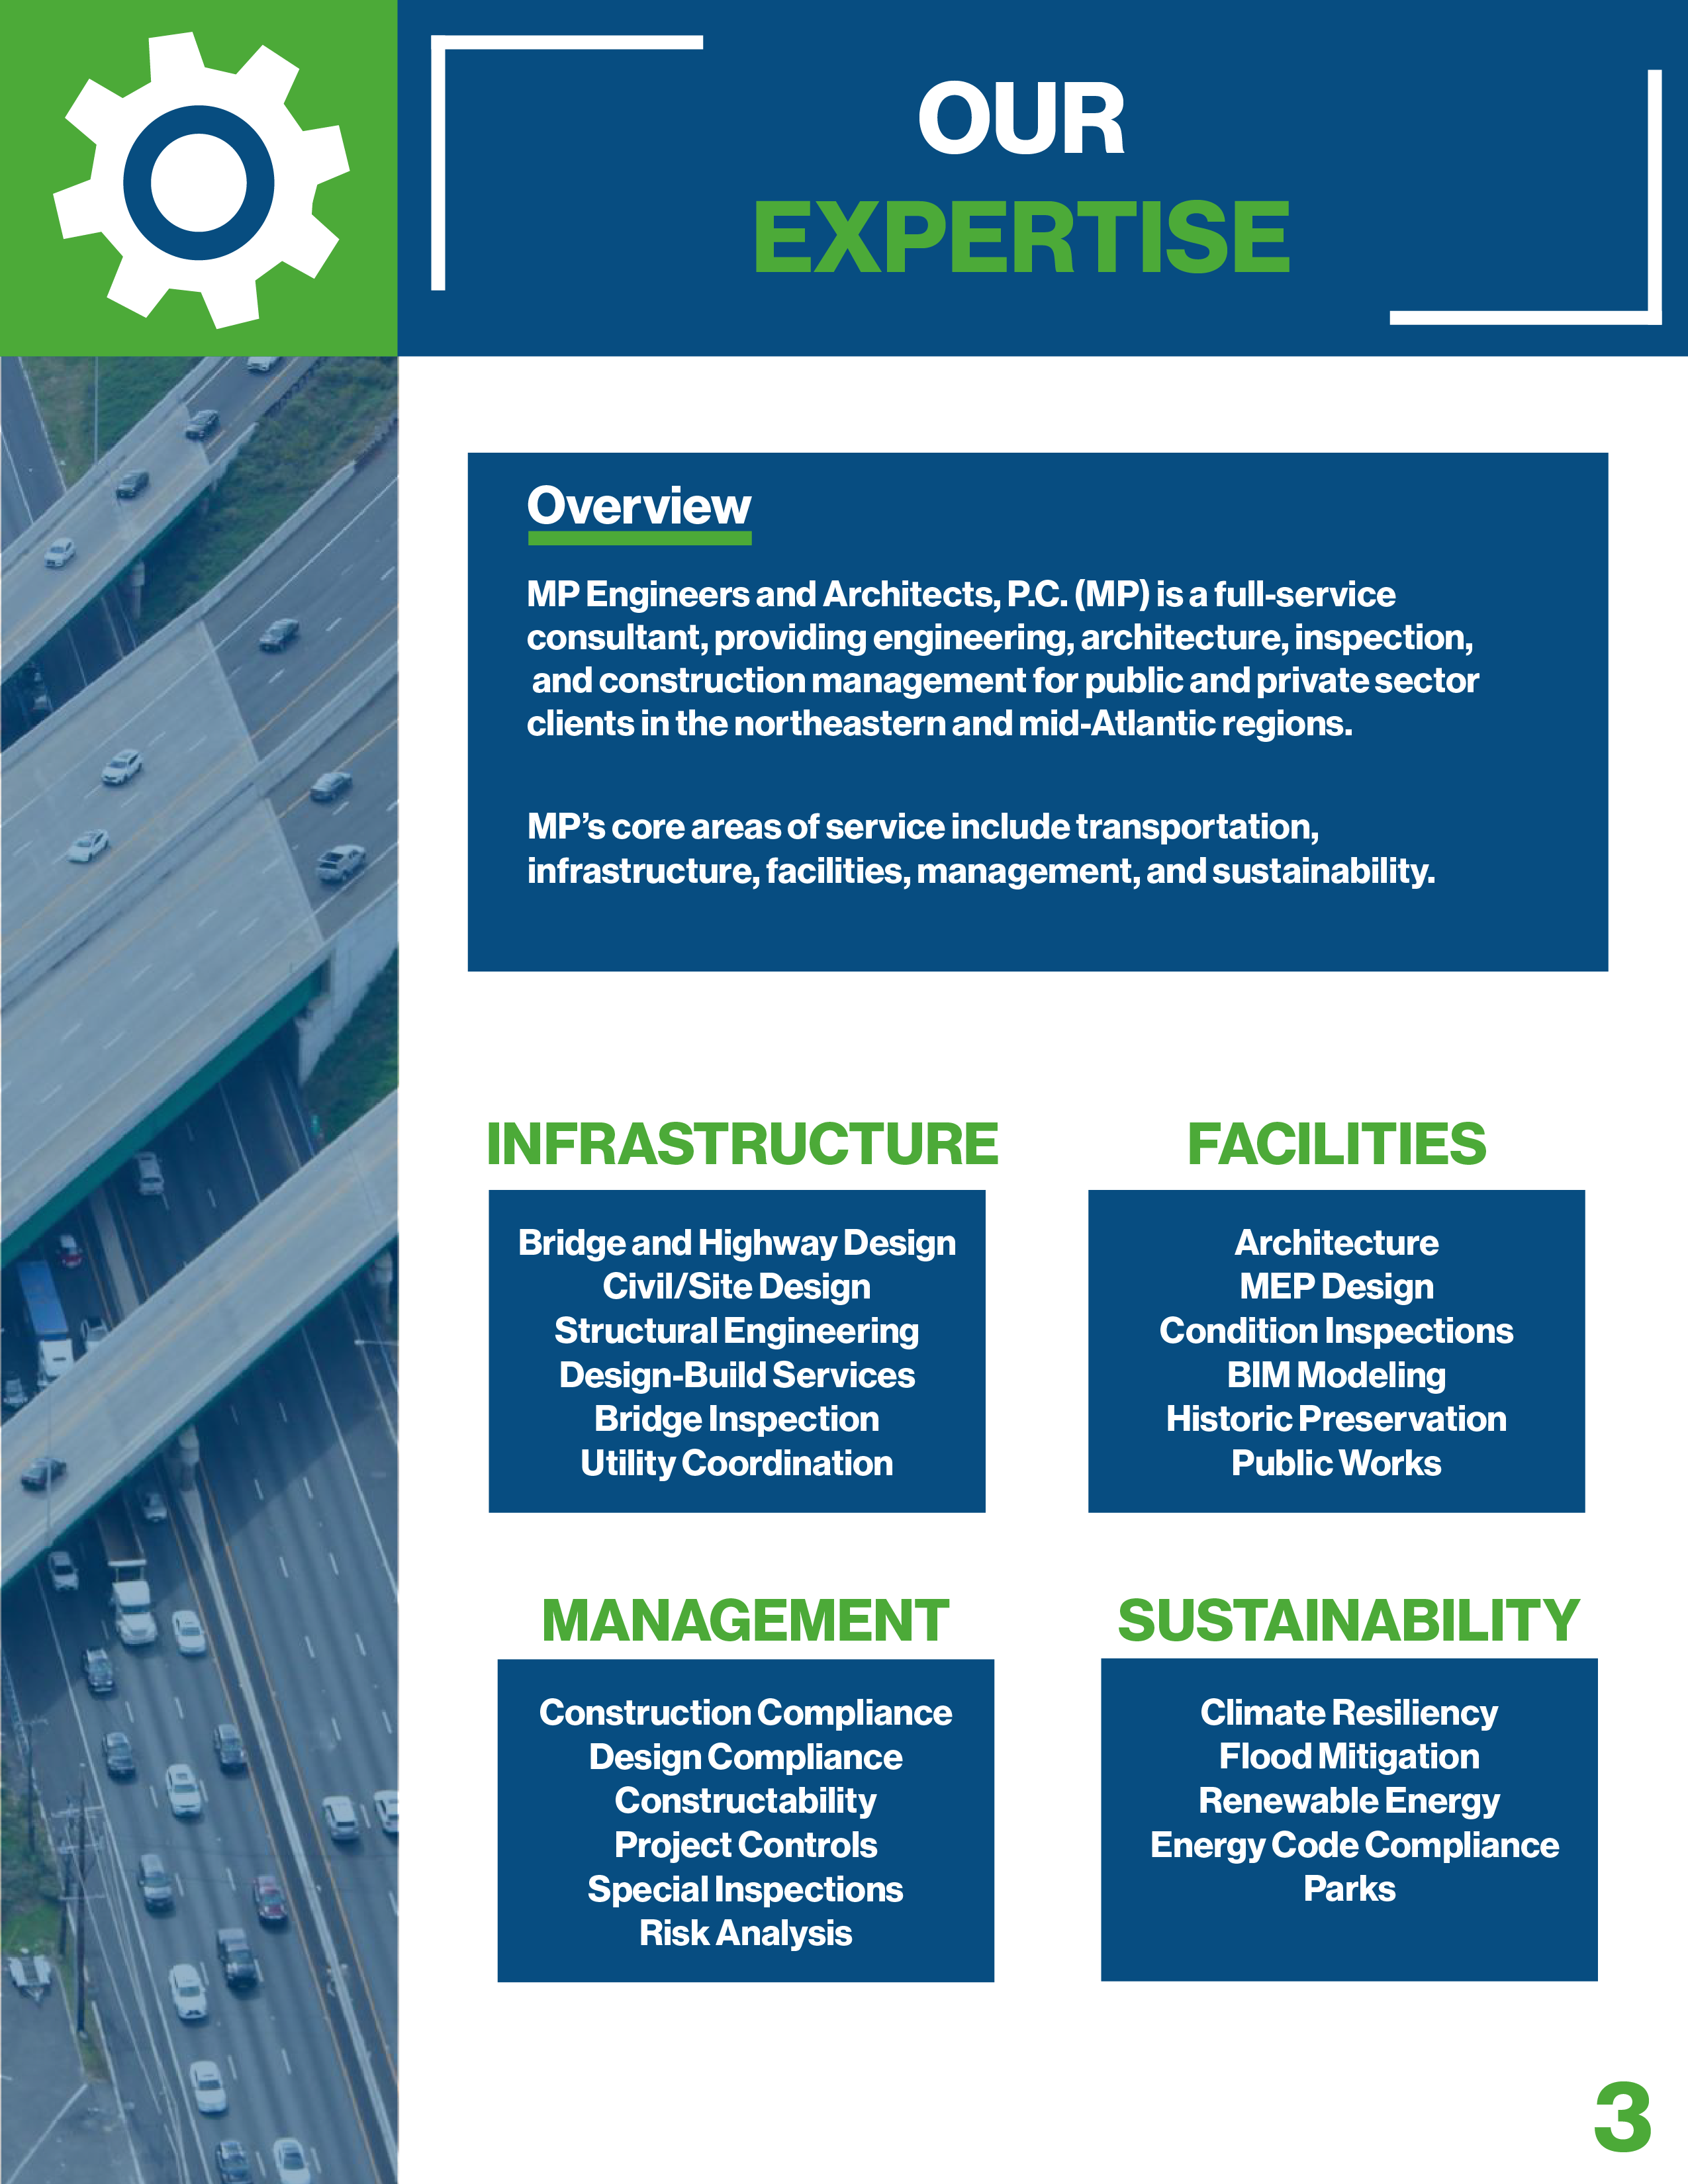 OUR
EXPERTISE
Overview
MP Engineers and Architects, P.C. (MP) is a full-service
consultant, providing engineering, architecture, inspection,
and construction management for public and private sector
clients in the northeastern and mid-Atlantic regions.
MP’s core areas of service include transportation,
infrastructure, facilities, management, and sustainability.
INFRASTRUCTURE
Bridge and Highway Design
Civil/Site Design
Structural Engineering
Design-Build Services
Bridge Inspection
Utility Coordination
FACILITIES
Architecture
MEP Design
Condition Inspections
BIM Modeling
Historic Preservation
Public Works
MANAGEMENT
Construction Compliance
Design Compliance
Constructability
Project Controls
Special Inspections
Risk Analysis
SUSTAINABILITY
Climate Resiliency
Flood Mitigation
Renewable Energy
Energy Code Compliance
Parks
3